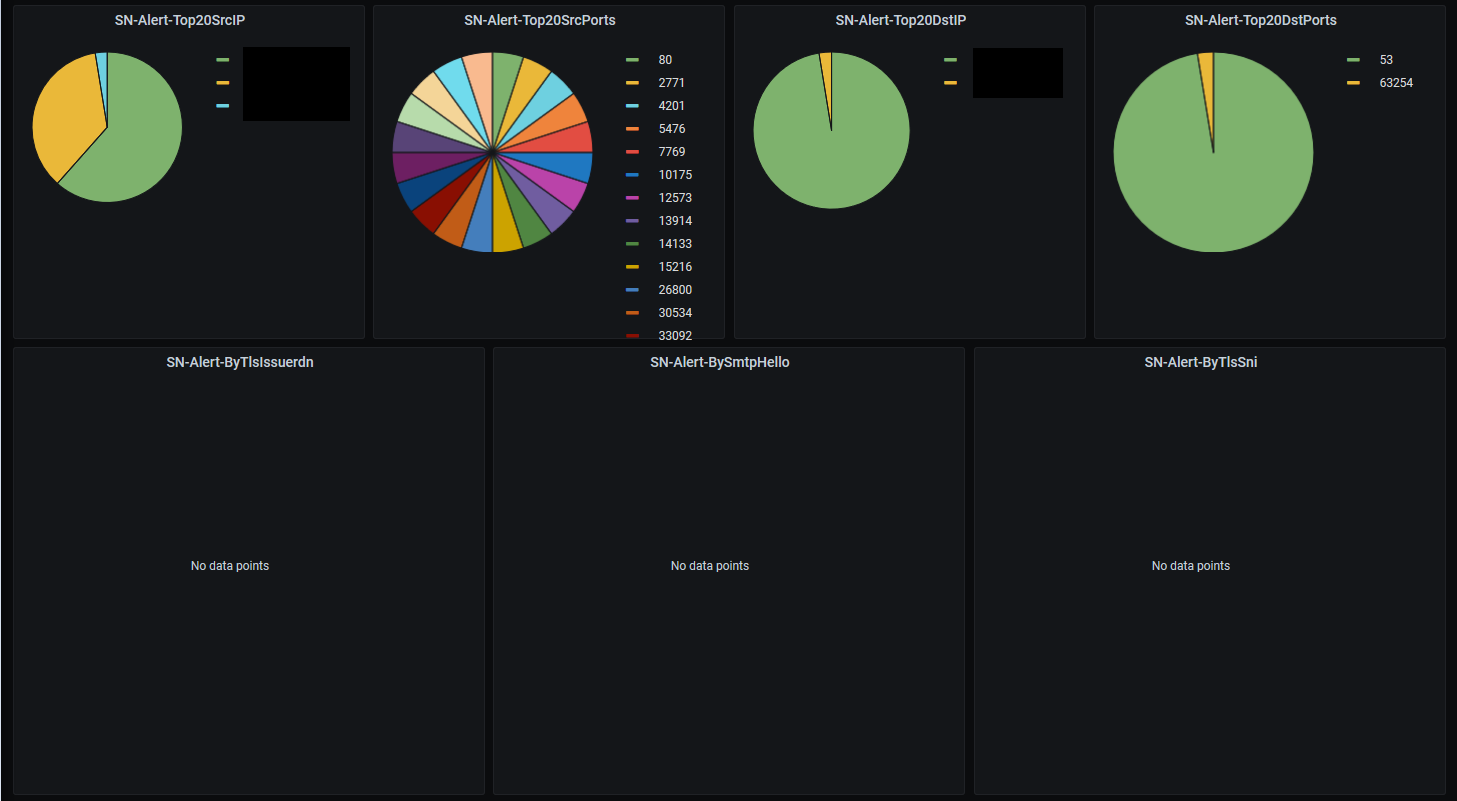 SN-Alert-Top20SrcIP
SN-Alert-Top20SrcPorts
80
2771
4201
5476
7769
10175
12573
13914
14133
15216
26800
30534
33092
SN-Alert-Top20DstIP
SN-Alert-Top20DstPorts
53
63254
SN-Alert-ByTlsIssuerdn
No data points
SN-Alert-BySmtpHello
No data points
SN-Alert-ByTlsSni
No data points